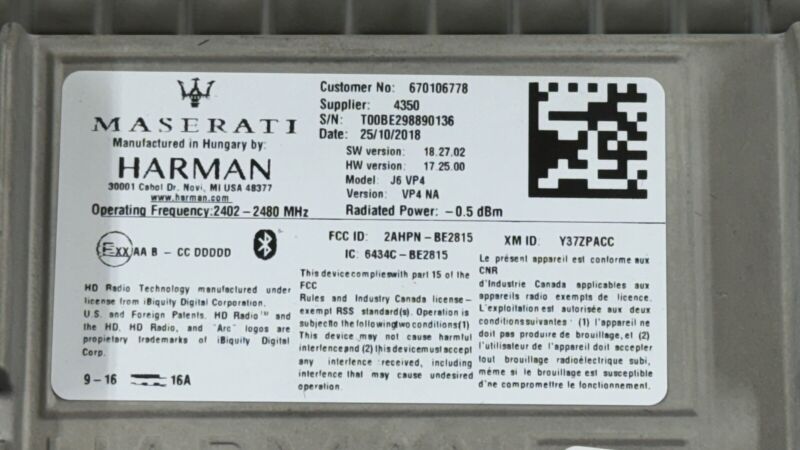 MASERATI
Manufactured in Hungary by:
HARMAN
30001 Cabol Dr. Novi, MI USA 48377
www.harman.com
Operating Frequency:2402 - 2480 MHz
Customer No: 670106778
Supplier: 4350
S/N: T00BE298890136
Date: 25/10/2018
SW version: 18.27.02
HW version: 17.25.00
Model: J6 VP4
Version: VP4 NA
Radiated Power: -0.5 dBm
Exx AA B - CC DDDDD
FCC ID: 2AHPN-BE2815
IC: 6434C-BE2815
XM ID: Y37ZPACC
HD Radio Technology manufactured under
license from iBiquity Digital Corporation.
U.S. and Foreign Patents. HD Radio™ and
the HD, HD Radio, and "Arc" logos are
proprietary trademarks of iBiquity Digital
Corp.
9-16
16A
This device complies with part 15 of the
FCC
Rules and Industry Canada license-
exempt RSS standard(s). Operation is
subject to the following two conditions (1)
This device may not cause harmful
interference and (2) this device must accept
any interference received, including
interference that may cause undesired
operation.
Le présent appareil est conforme aux
CNR
d'Industrie Canada applicables aux
appareils radio exempts de licence.
L'exploitation est autorisée aux deux
conditions suivantes : (1) l'appareil ne
doit pas produire de brouillage, et (2)
l'utilisateur de l'appareil doit accepter
tout brouillage radioélectrique subi,
même si le brouillage est susceptible
d'ne compromettre le fonctionnement.